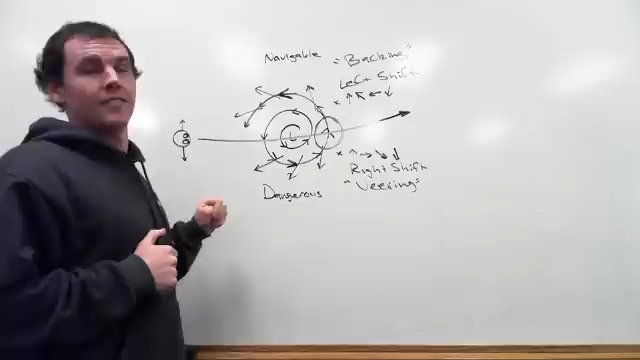 Navigable
"Backing"
Left Shift
Right Shift
"Veering"
Dangerous